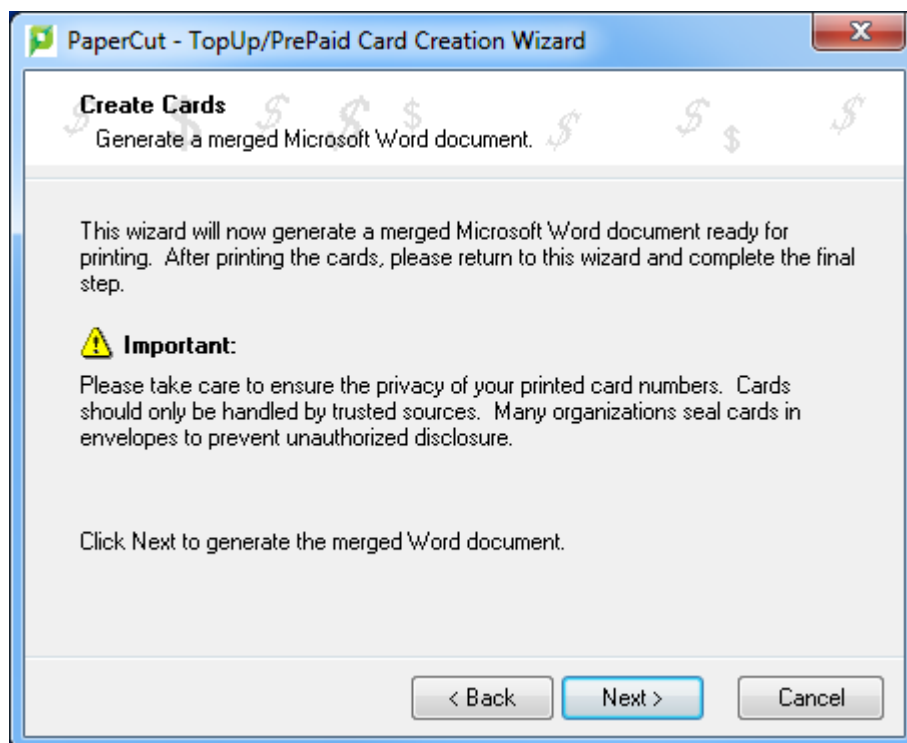 PaperCut - TopUp/PrePaid Card Creation Wizard
X
Create Cards
Generate a merged Microsoft Word document.
This wizard will now generate a merged Microsoft Word document ready for
printing.  After printing the cards, please return to this wizard and complete the final
step.
Important:
Please take care to ensure the privacy of your printed card numbers.  Cards
should only be handled by trusted sources.  Many organizations seal cards in
envelopes to prevent unauthorized disclosure.
Click Next to generate the merged Word document.
< Back Next > Cancel